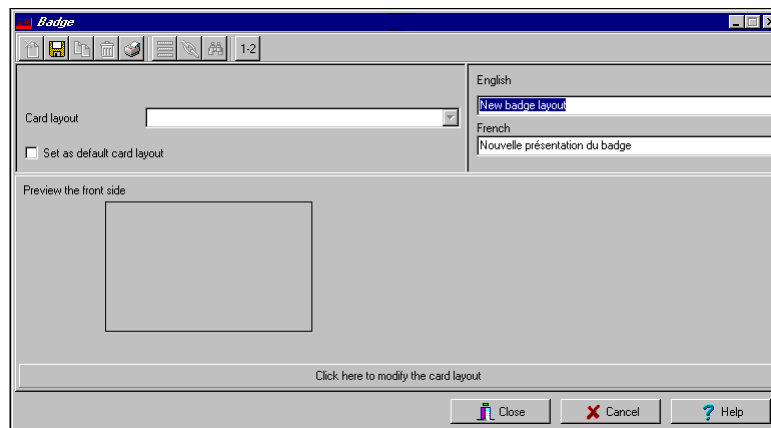 Badge
1-2
English
Card layout
New badge layout
French
Set as default card layout
Nouvelle présentation du badge
Preview the front side
Click here to modify the card layout
Close
Cancel
Help